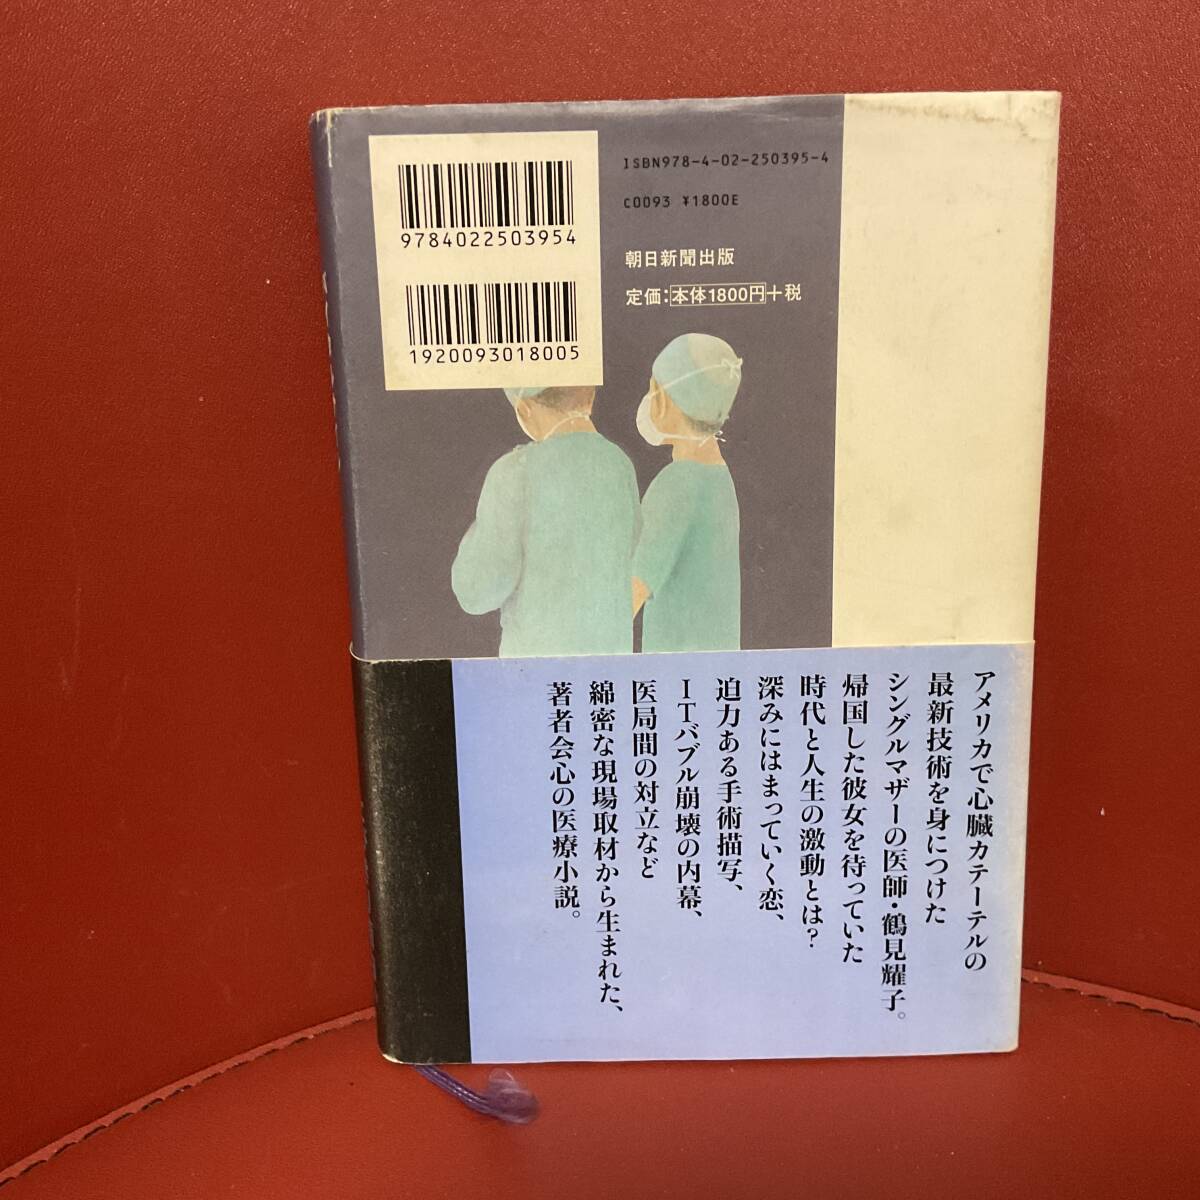 9784022503954
1920093018005
ISBN978-4-02-250395-4
C0093 ¥1800E
朝日新聞出版
定価：本体1800円＋税
アメリカで心臓カテーテルの
最新技術を身につけた
シングルマザーの医師・鶴見耀子。
帰国した彼女を待っていた
時代と人生の激動とは？
深みにはまっていく恋、
迫力ある手術描写、
ＩＴバブル崩壊の内幕、
医局間の対立など
綿密な現場取材から生まれた、
著者会心の医療小説。